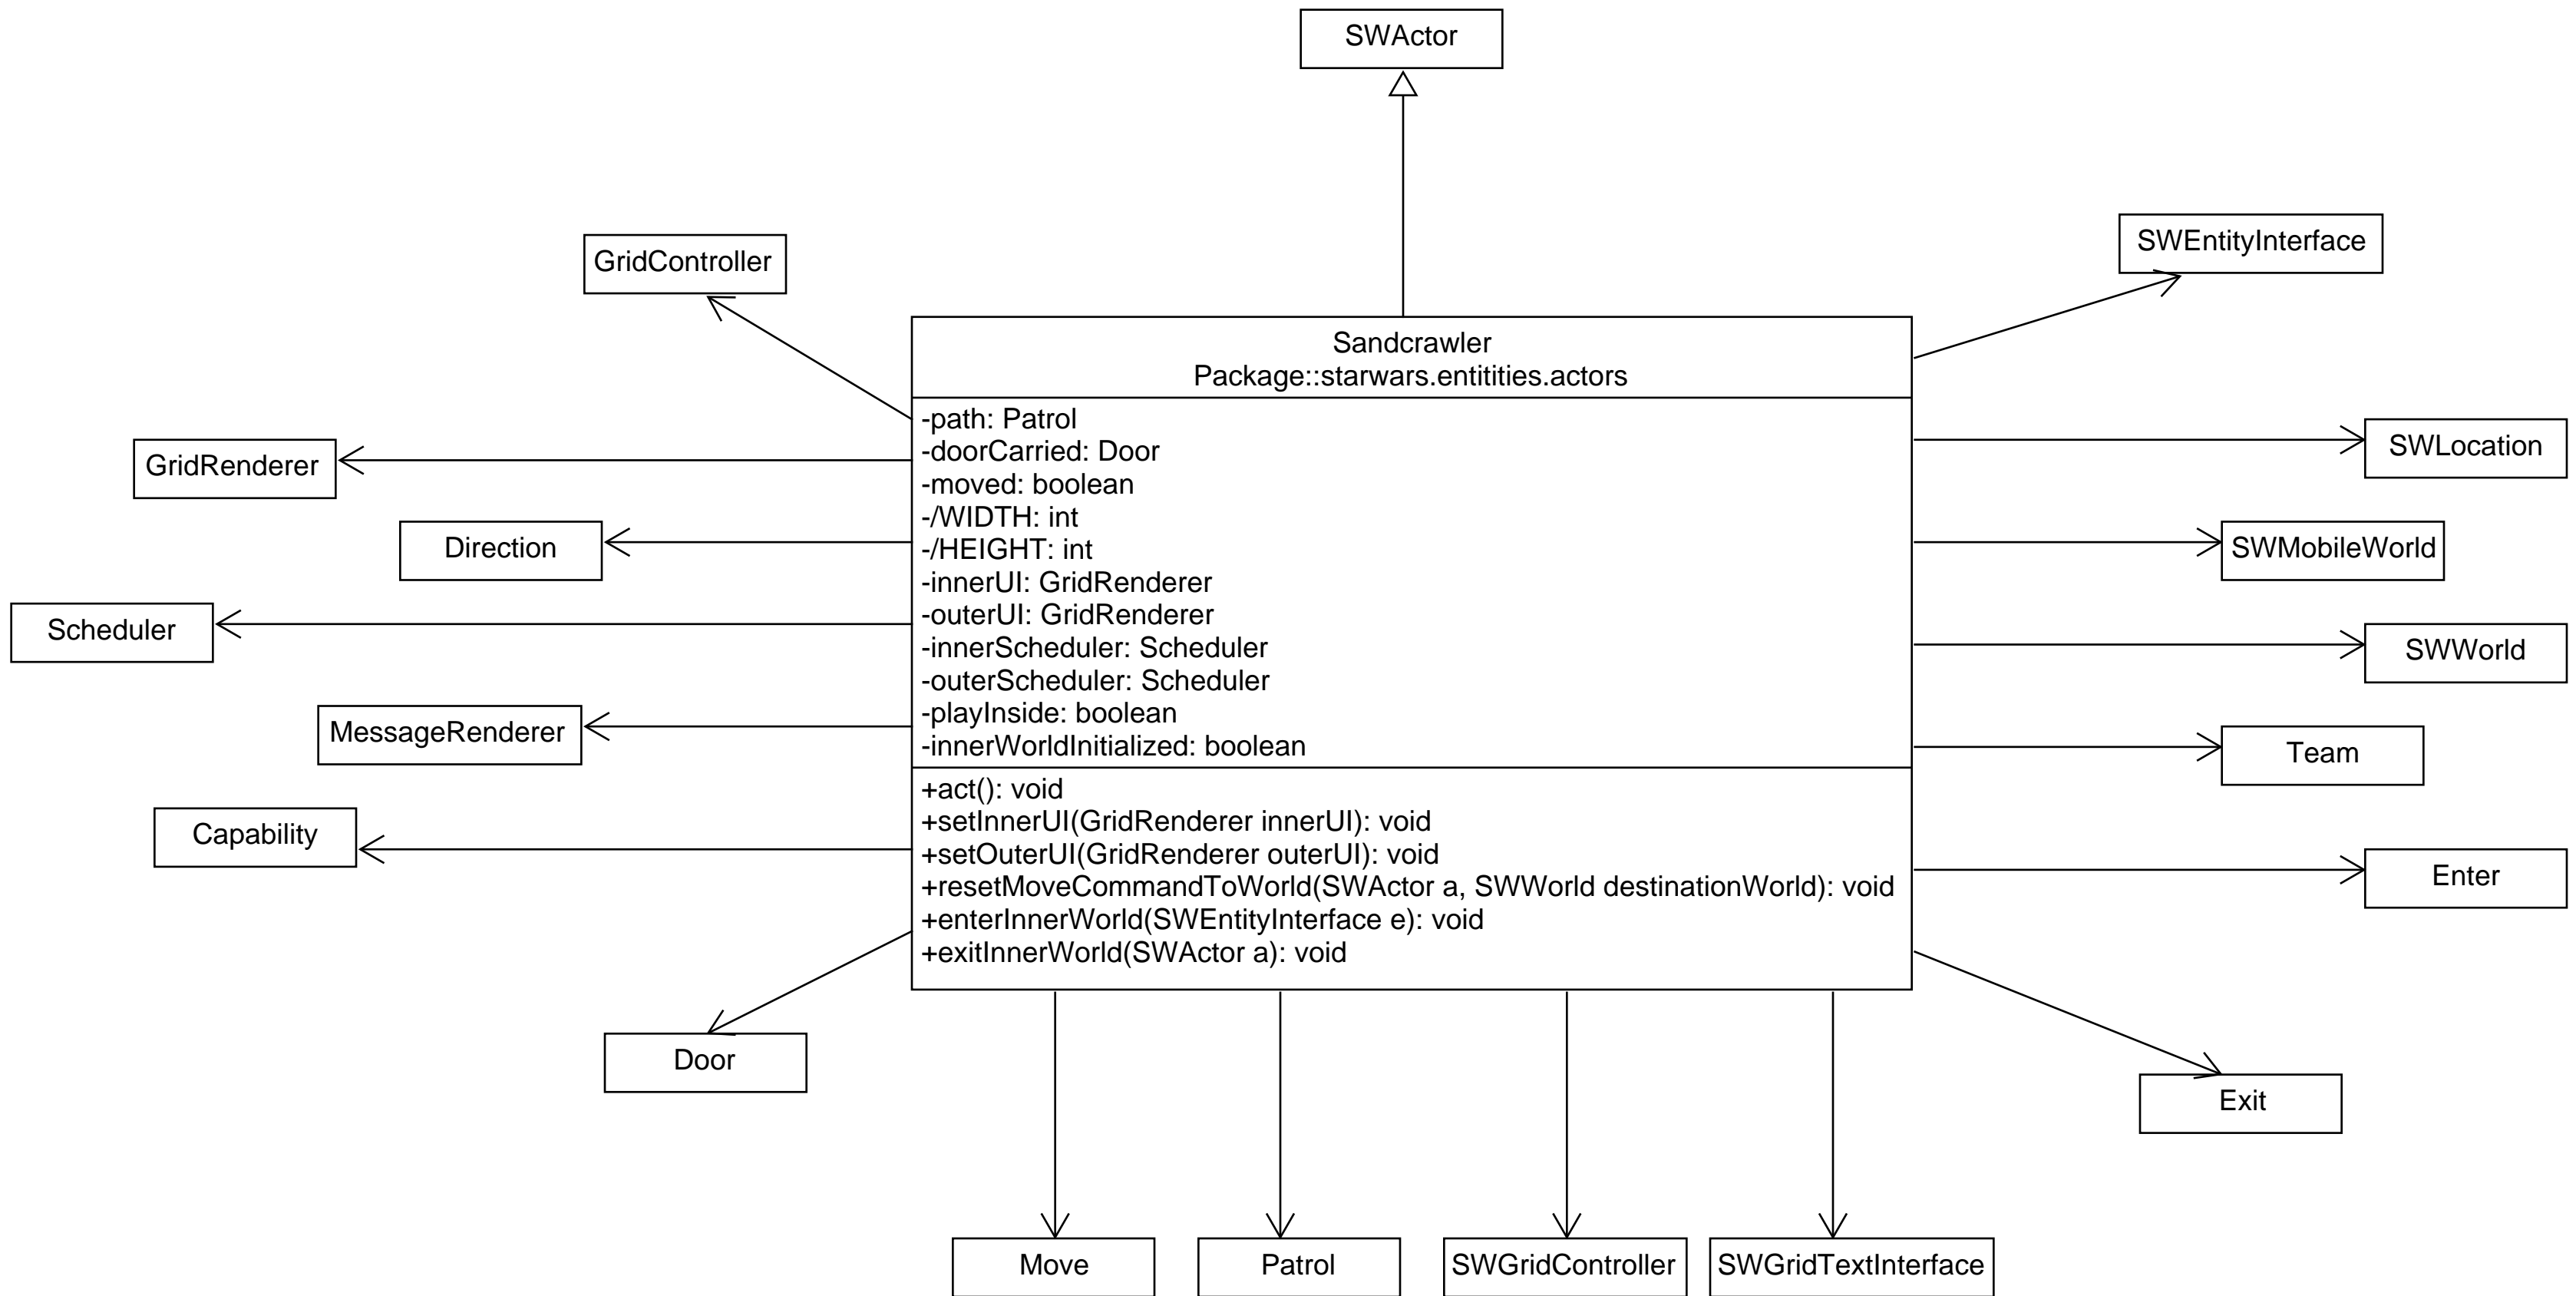 SWActor
SWEntityInterface
GridController
Sandcrawler
Package::starwars.entitities.actors
-path: Patrol
-doorCarried: Door
-moved: boolean
-/WIDTH: int
-/HEIGHT: int
-innerUI: GridRenderer
-outerUI: GridRenderer
-innerScheduler: Scheduler
-outerScheduler: Scheduler
-playInside: boolean
-innerWorldInitialized: boolean
+act(): void
+setInnerUI(GridRenderer innerUI): void
+setOuterUI(GridRenderer outerUI): void
+resetMoveCommandToWorld(SWActor a, SWWorld destinationWorld): void
+enterInnerWorld(SWEntityInterface e): void
+exitInnerWorld(SWActor a): void
GridRenderer
Direction
Scheduler
MessageRenderer
Capability
Door
SWLocation
SWMobileWorld
SWWorld
Team
Enter
Exit
Move
Patrol
SWGridController
SWGridTextInterface